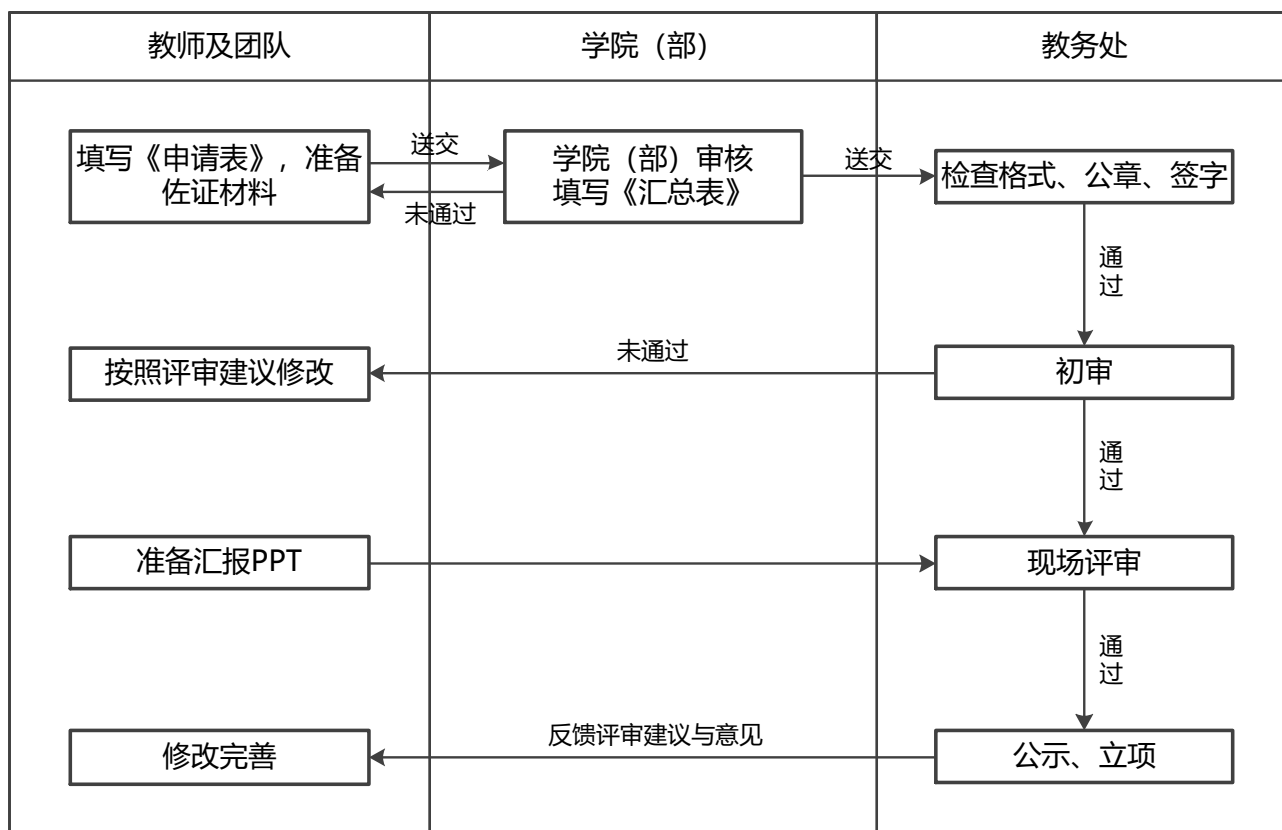 教师及团队
学院（部）
教务处
填写《申请表》，准备
佐证材料
送交
未通过
学院（部）审核
填写《汇总表》
送交
检查格式、公章、签字
通
过
按照评审建议修改
未通过
初审
通
过
准备汇报PPT
现场评审
通
过
修改完善
反馈评审建议与意见
公示、立项